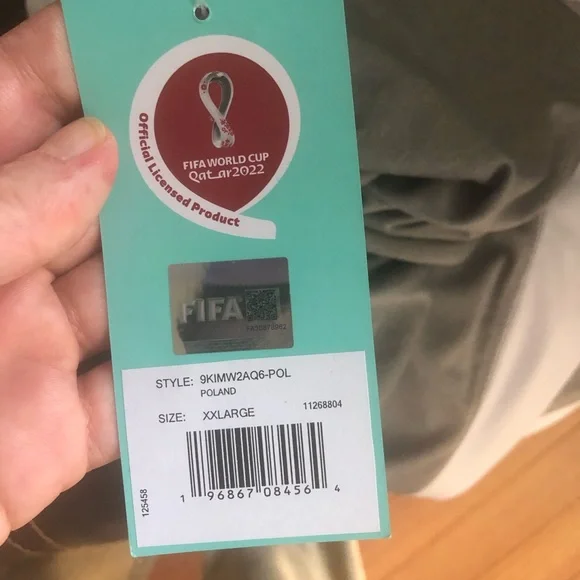 FIFA WORLD CUP
Qatar2022
Official Licensed Product
FIFA
STYLE: 9KIMW2AQ6-POL
POLAND
SIZE: XXLARGE
11268804
125458
1 96867 08456 4